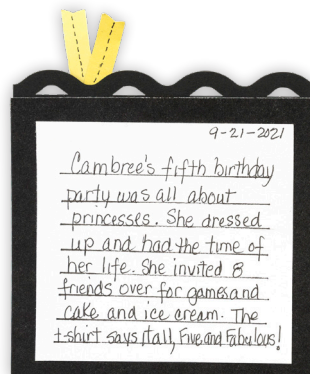 9-21-2021
Cambree's fifth birthday
party was all about
princesses. She dressed
up and had the time of
her life. She invited 8
friends over for games and
cake and ice cream. The
t-shirt says it all, Five and Fabulous!